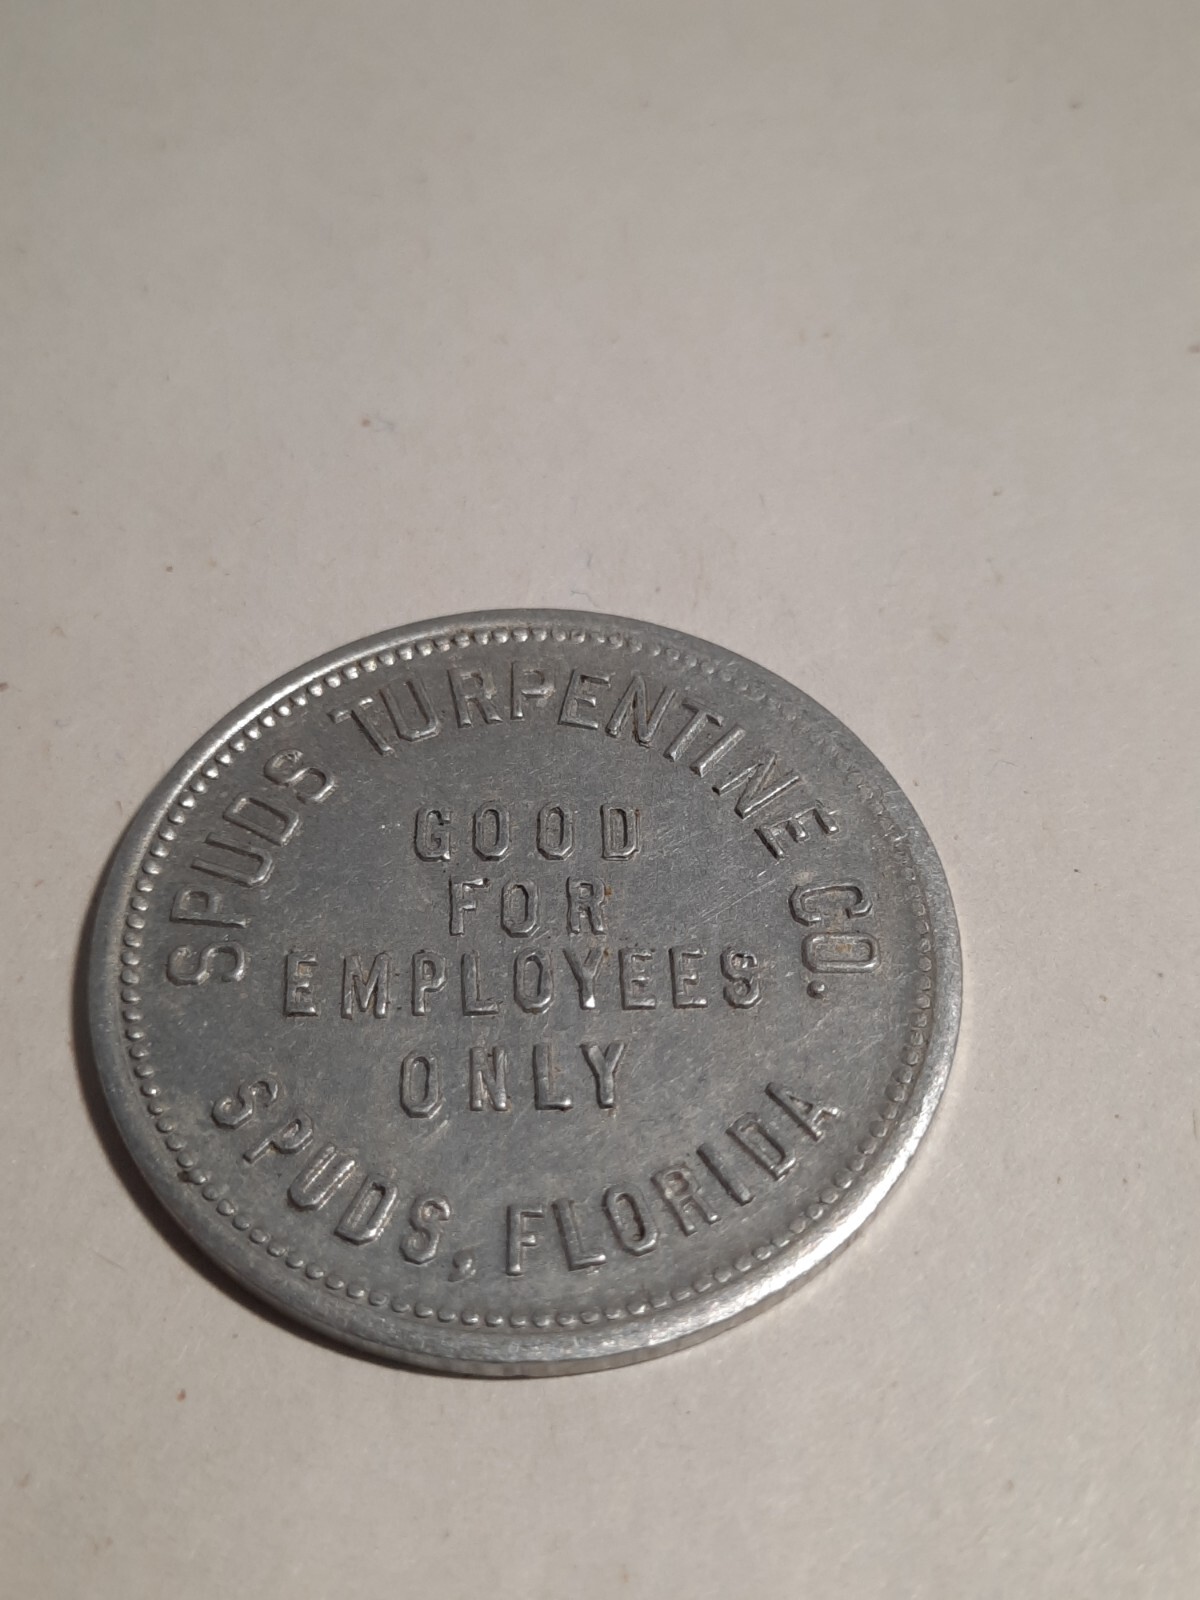 SPUDS TURPENTINE CO.
GOOD
FOR
EMPLOYEES
ONLY
SPUDS, FLORIDA